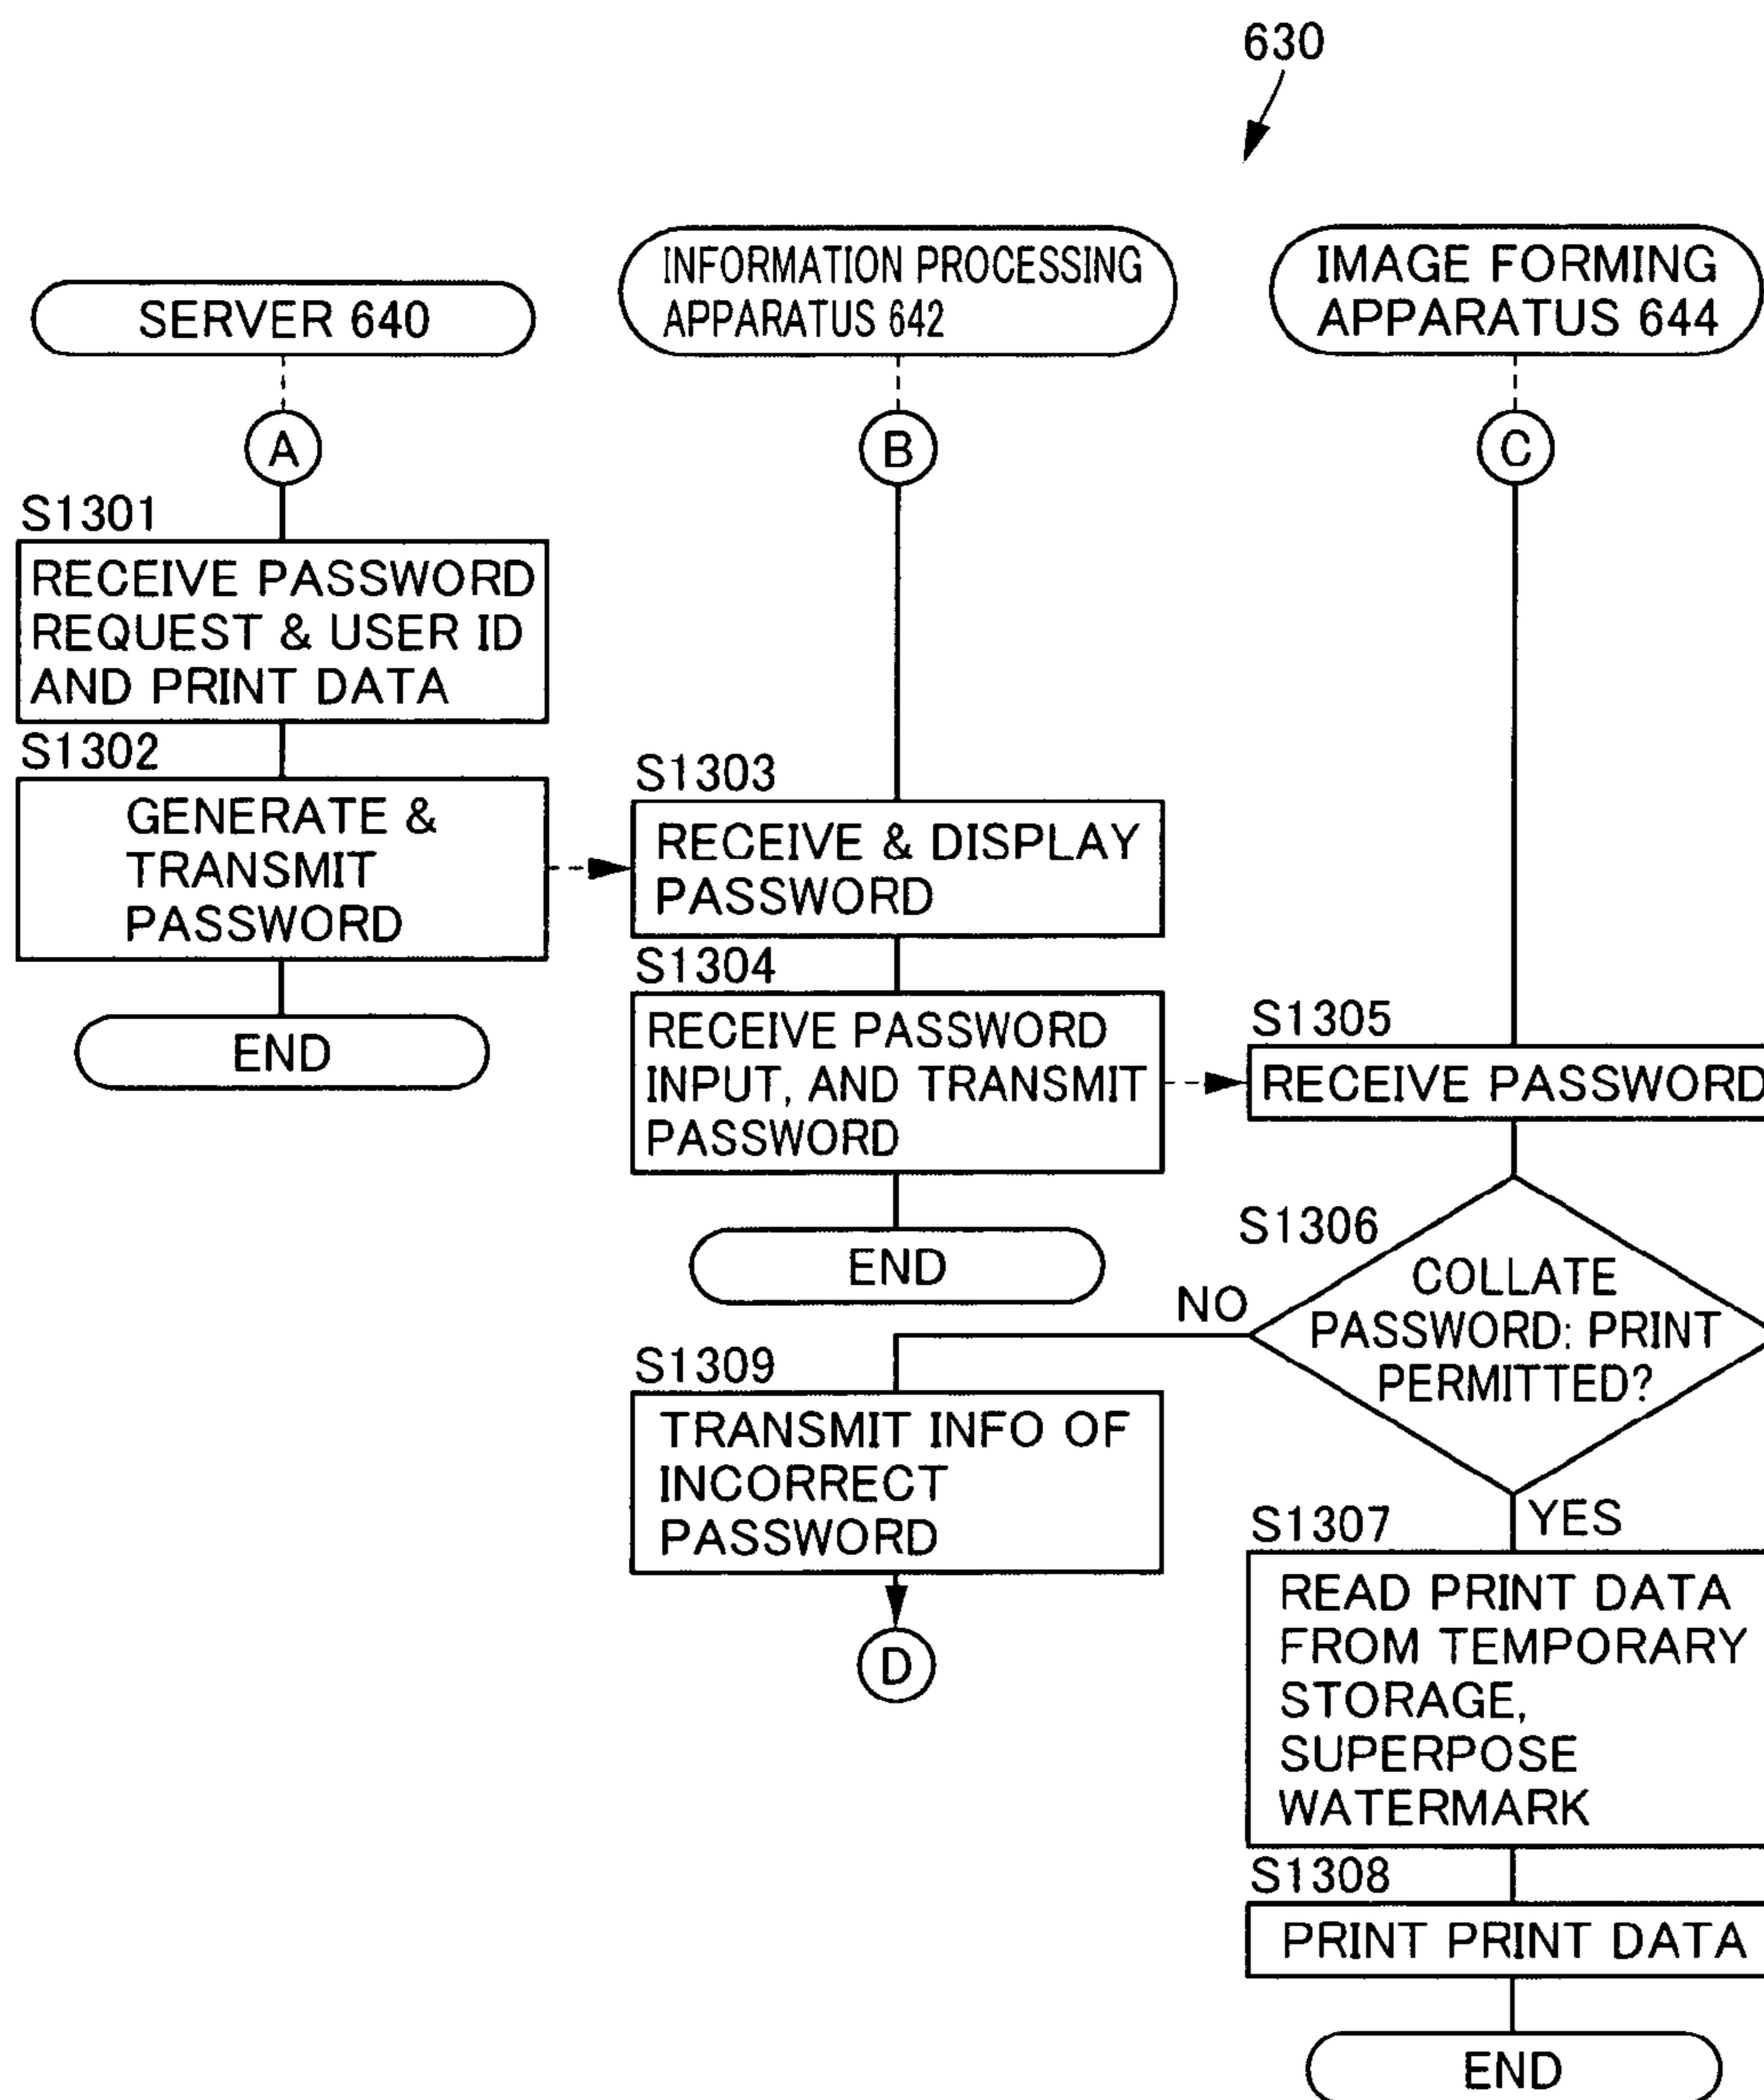 630
SERVER 640
INFORMATION PROCESSING
APPARATUS 642
IMAGE FORMING
APPARATUS 644
A
B
C
S1301
RECEIVE PASSWORD
REQUEST & USER ID
AND PRINT DATA
S1302
GENERATE &
TRANSMIT
PASSWORD
END
S1303
RECEIVE & DISPLAY
PASSWORD
S1304
RECEIVE PASSWORD
INPUT, AND TRANSMIT
PASSWORD
END
S1305
RECEIVE PASSWORD
S1306
COLLATE
PASSWORD: PRINT
PERMITTED?
NO
S1309
TRANSMIT INFO OF
INCORRECT
PASSWORD
D
YES
S1307
READ PRINT DATA
FROM TEMPORARY
STORAGE,
SUPERPOSE
WATERMARK
S1308
PRINT PRINT DATA
END